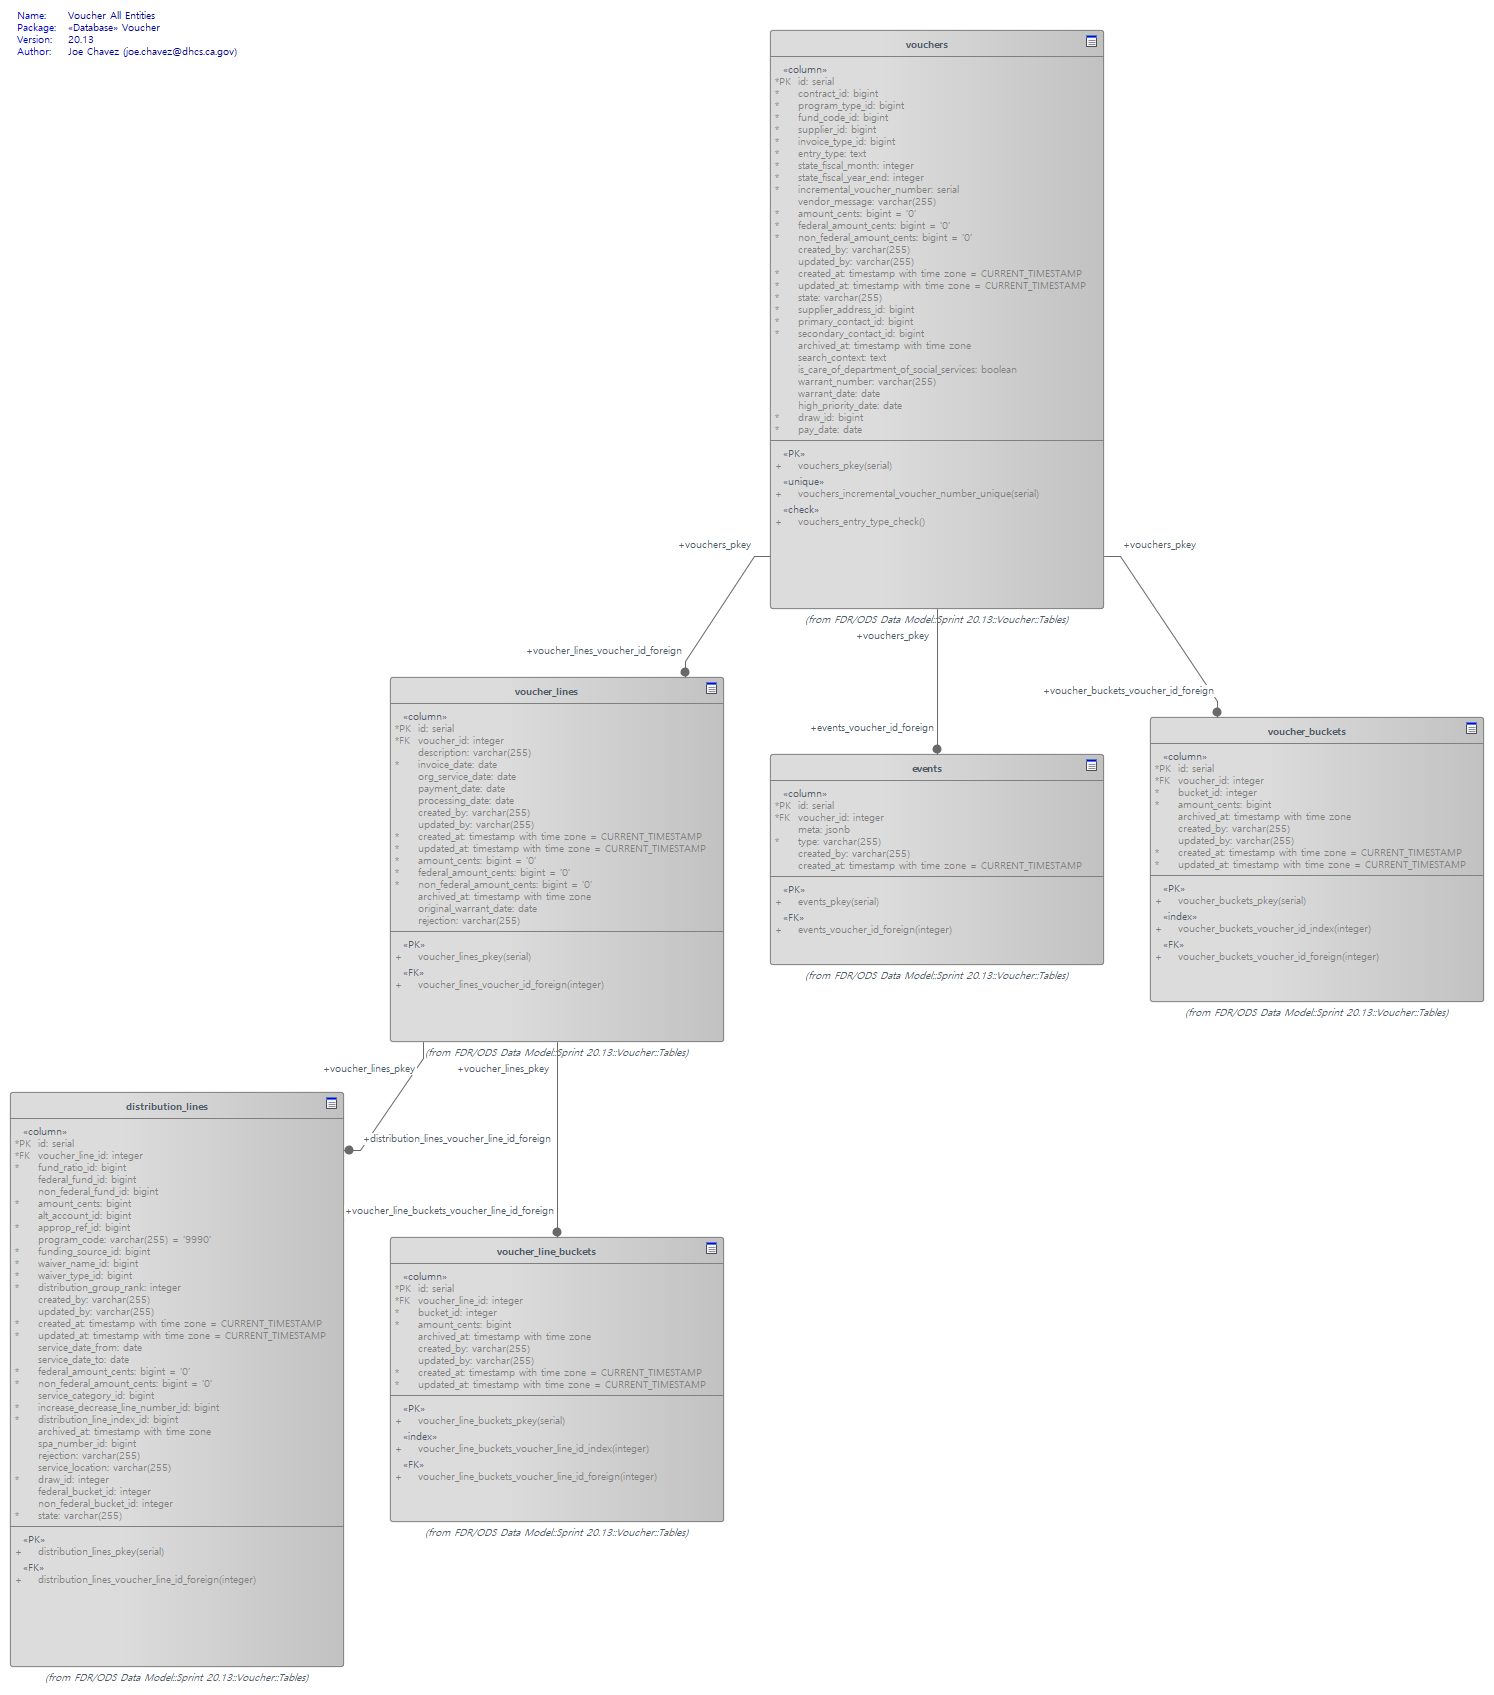 Name: Voucher All Entities
Package: «Database» Voucher
Version: 20.13
Author: Joe Chavez (joe.chavez@dhcs.ca.gov)
vouchers
«column»
*PK id: serial
* contract_id: bigint
* program_type_id: bigint
* fund_code_id: bigint
* supplier_id: bigint
* invoice_type_id: bigint
* entry_type: text
* state_fiscal_month: integer
* state_fiscal_year_end: integer
* incremental_voucher_number: serial
vendor_message: varchar(255)
* amount_cents: bigint = '0'
* federal_amount_cents: bigint = '0'
* non_federal_amount_cents: bigint = '0'
created_by: varchar(255)
updated_by: varchar(255)
* created_at: timestamp with time zone = CURRENT_TIMESTAMP
* updated_at: timestamp with time zone = CURRENT_TIMESTAMP
* state: varchar(255)
* supplier_address_id: bigint
* primary_contact_id: bigint
* secondary_contact_id: bigint
archived_at: timestamp with time zone
search_context: text
is_care_of_department_of_social_services: boolean
warrant_number: varchar(255)
warrant_date: date
high_priority_date: date
* draw_id: bigint
* pay_date: date
«PK»
+ vouchers_pkey(serial)
«unique»
+ vouchers_incremental_voucher_number_unique(serial)
«check»
+ vouchers_entry_type_check()
(from FDR/ODS Data Model::Sprint 20.13::Voucher::Tables)
+vouchers_pkey
+voucher_lines_voucher_id_foreign
+vouchers_pkey
+events_voucher_id_foreign
+vouchers_pkey
+voucher_buckets_voucher_id_foreign
voucher_lines
«column»
*PK id: serial
*FK voucher_id: integer
description: varchar(255)
* invoice_date: date
org_service_date: date
payment_date: date
processing_date: date
created_by: varchar(255)
updated_by: varchar(255)
* created_at: timestamp with time zone = CURRENT_TIMESTAMP
* updated_at: timestamp with time zone = CURRENT_TIMESTAMP
* amount_cents: bigint = '0'
* federal_amount_cents: bigint = '0'
* non_federal_amount_cents: bigint = '0'
archived_at: timestamp with time zone
original_warrant_date: date
rejection: varchar(255)
«PK»
+ voucher_lines_pkey(serial)
«FK»
+ voucher_lines_voucher_id_foreign(integer)
(from FDR/ODS Data Model::Sprint 20.13::Voucher::Tables)
events
«column»
*PK id: serial
*FK voucher_id: integer
meta: jsonb
* type: varchar(255)
created_by: varchar(255)
created_at: timestamp with time zone = CURRENT_TIMESTAMP
«PK»
+ events_pkey(serial)
«FK»
+ events_voucher_id_foreign(integer)
(from FDR/ODS Data Model::Sprint 20.13::Voucher::Tables)
voucher_buckets
«column»
*PK id: serial
*FK voucher_id: integer
* bucket_id: integer
* amount_cents: bigint
archived_at: timestamp with time zone
created_by: varchar(255)
updated_by: varchar(255)
* created_at: timestamp with time zone = CURRENT_TIMESTAMP
* updated_at: timestamp with time zone = CURRENT_TIMESTAMP
«PK»
+ voucher_buckets_pkey(serial)
«index»
+ voucher_buckets_voucher_id_index(integer)
«FK»
+ voucher_buckets_voucher_id_foreign(integer)
(from FDR/ODS Data Model::Sprint 20.13::Voucher::Tables)
+voucher_lines_pkey
+distribution_lines_voucher_line_id_foreign
+voucher_lines_pkey
+voucher_line_buckets_voucher_line_id_foreign
distribution_lines
«column»
*PK id: serial
*FK voucher_line_id: integer
* fund_ratio_id: bigint
federal_fund_id: bigint
non_federal_fund_id: bigint
* amount_cents: bigint
alt_account_id: bigint
* approp_ref_id: bigint
program_code: varchar(255) = '9990'
* funding_source_id: bigint
* waiver_name_id: bigint
* waiver_type_id: bigint
* distribution_group_rank: integer
created_by: varchar(255)
updated_by: varchar(255)
* created_at: timestamp with time zone = CURRENT_TIMESTAMP
* updated_at: timestamp with time zone = CURRENT_TIMESTAMP
service_date_from: date
service_date_to: date
* federal_amount_cents: bigint = '0'
* non_federal_amount_cents: bigint = '0'
service_category_id: bigint
* increase_decrease_line_number_id: bigint
* distribution_line_index_id: bigint
archived_at: timestamp with time zone
spa_number_id: bigint
rejection: varchar(255)
service_location: varchar(255)
* draw_id: integer
federal_bucket_id: integer
non_federal_bucket_id: integer
* state: varchar(255)
«PK»
+ distribution_lines_pkey(serial)
«FK»
+ distribution_lines_voucher_line_id_foreign(integer)
(from FDR/ODS Data Model::Sprint 20.13::Voucher::Tables)
voucher_line_buckets
«column»
*PK id: serial
*FK voucher_line_id: integer
* bucket_id: integer
* amount_cents: bigint
archived_at: timestamp with time zone
created_by: varchar(255)
updated_by: varchar(255)
* created_at: timestamp with time zone = CURRENT_TIMESTAMP
* updated_at: timestamp with time zone = CURRENT_TIMESTAMP
«PK»
+ voucher_line_buckets_pkey(serial)
«index»
+ voucher_line_buckets_voucher_line_id_index(integer)
«FK»
+ voucher_line_buckets_voucher_line_id_foreign(integer)
(from FDR/ODS Data Model::Sprint 20.13::Voucher::Tables)